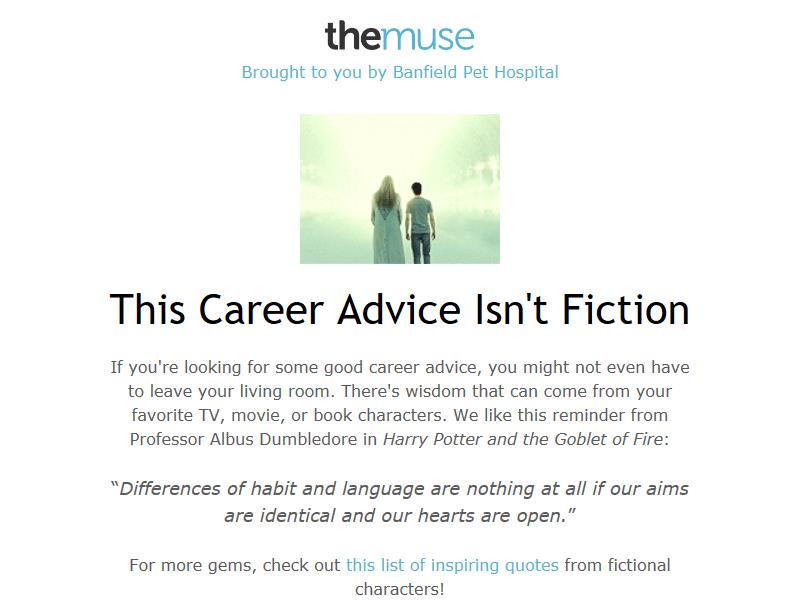 themuse
Brought to you by Banfield Pet Hospital
This Career Advice Isn't Fiction
If you're looking for some good career advice, you might not even have
to leave your living room. There's wisdom that can come from your
favorite TV, movie, or book characters. We like this reminder from
Professor Albus Dumbledore in Harry Potter and the Goblet of Fire:
“Differences of habit and language are nothing at all if our aims
are identical and our hearts are open.”
For more gems, check out this list of inspiring quotes from fictional
characters!